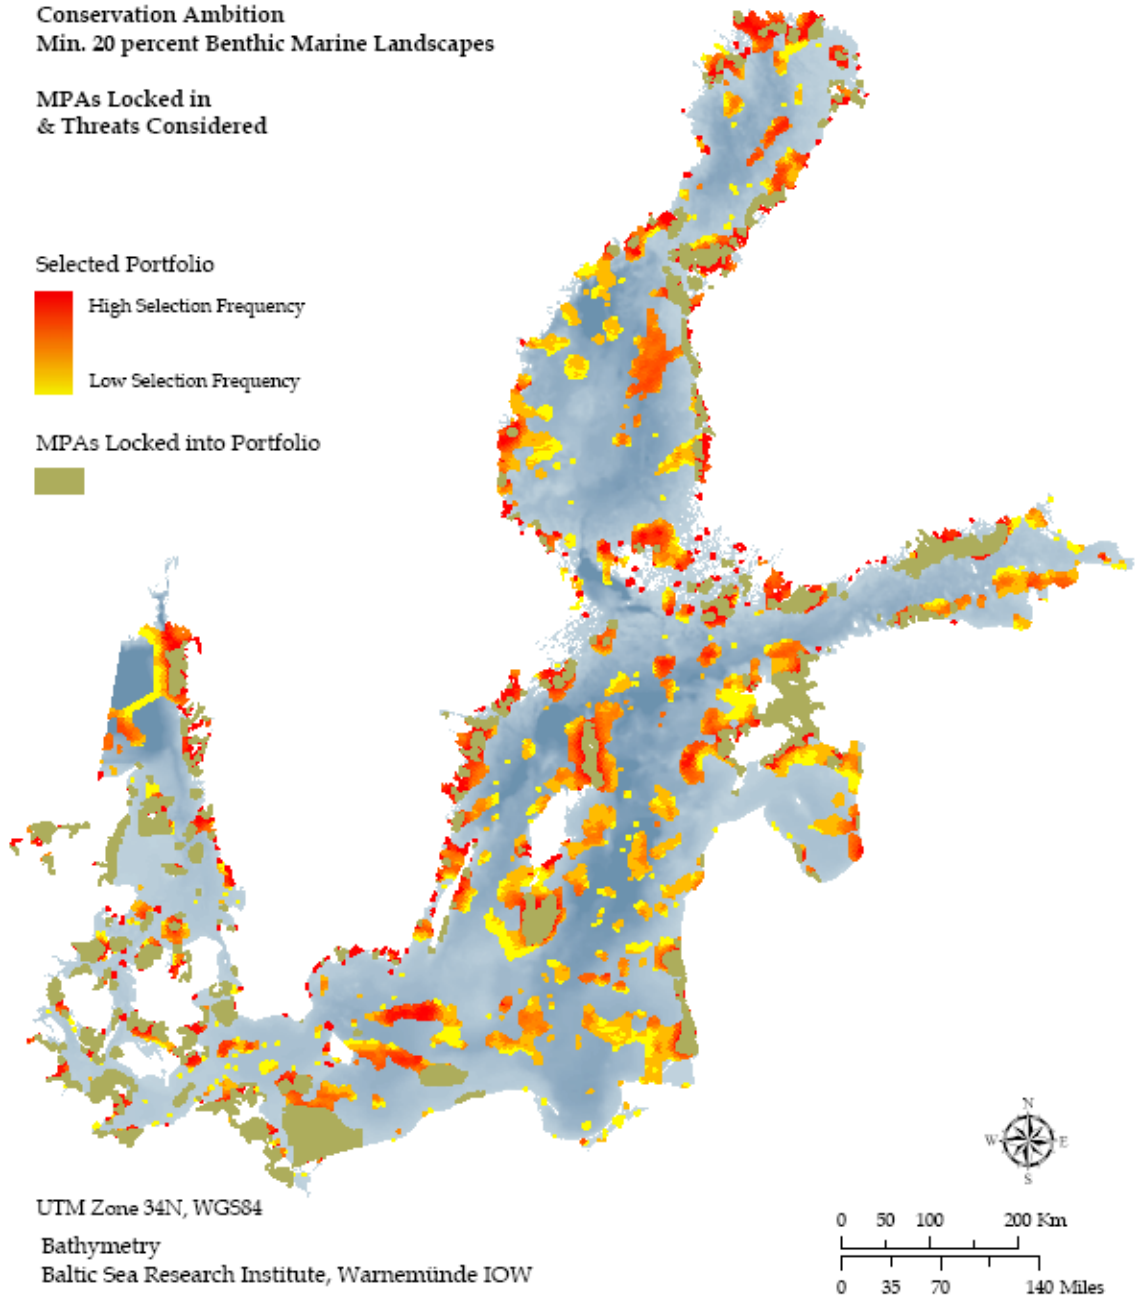 Conservation Ambition
Min. 20 percent Benthic Marine Landscapes
MPAs Locked in
& Threats Considered
Selected Portfolio
High Selection Frequency
Low Selection Frequency
MPAs Locked into Portfolio
N
W E
S
UTM Zone 34N, WGS84
Bathymetry
Baltic Sea Research Institute, Warnemünde IOW
0 50 100 200 Km
0 35 70 140 Miles